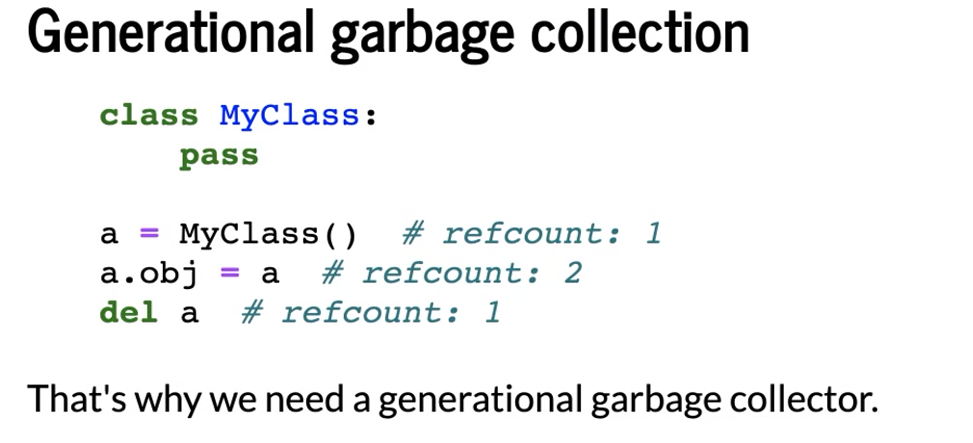 Generational garbage collection
class MyClass:
    pass
a = MyClass()  # refcount: 1
a.obj = a  # refcount: 2
del a  # refcount: 1
That's why we need a generational garbage collector.